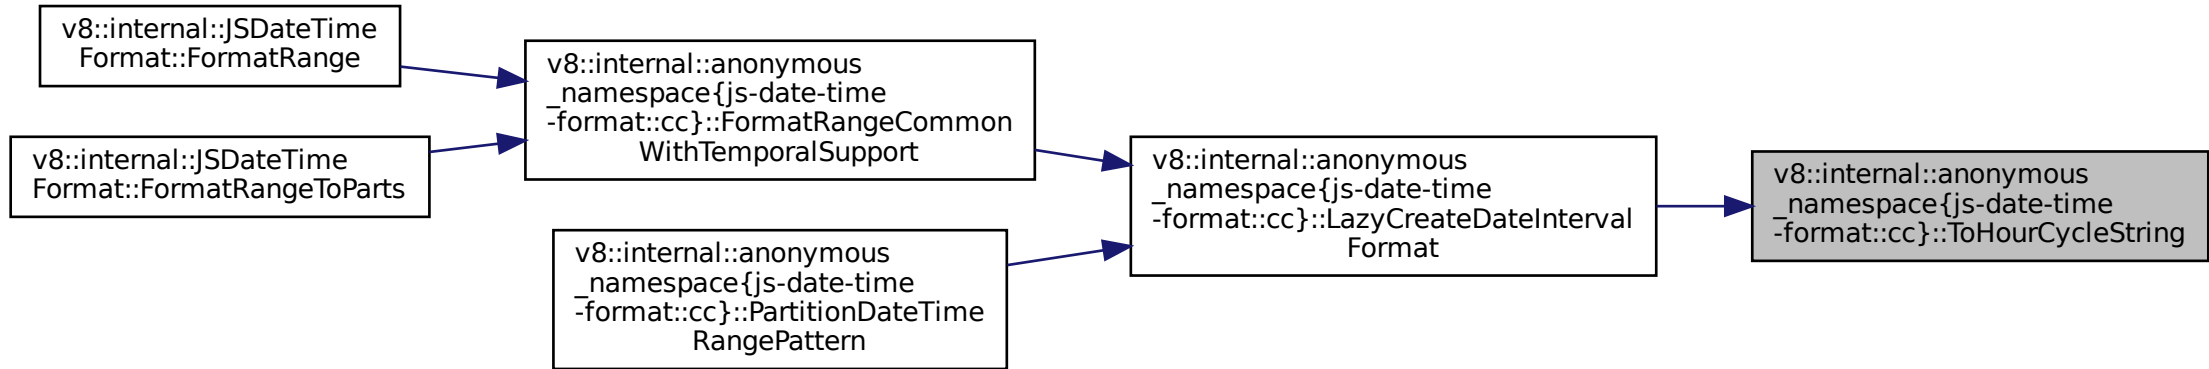 v8::internal::JSDateTime
Format::FormatRange
v8::internal::JSDateTime
Format::FormatRangeToParts
v8::internal::anonymous
_namespace{js-date-time
-format::cc}::FormatRangeCommon
WithTemporalSupport
v8::internal::anonymous
_namespace{js-date-time
-format::cc}::PartitionDateTime
RangePattern
v8::internal::anonymous
_namespace{js-date-time
-format::cc}::LazyCreateDateInterval
Format
v8::internal::anonymous
_namespace{js-date-time
-format::cc}::ToHourCycleString